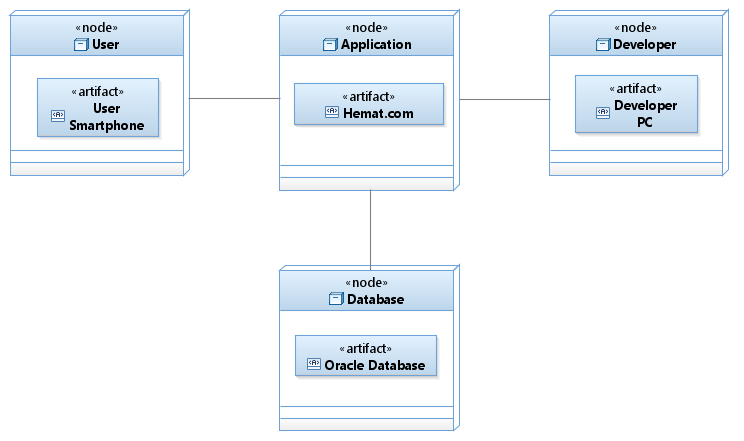 «node»
User
«artifact»
User
Smartphone
«node»
Application
«artifact»
Hemat.com
«node»
Developer
«artifact»
Developer
PC
«node»
Database
«artifact»
Oracle Database